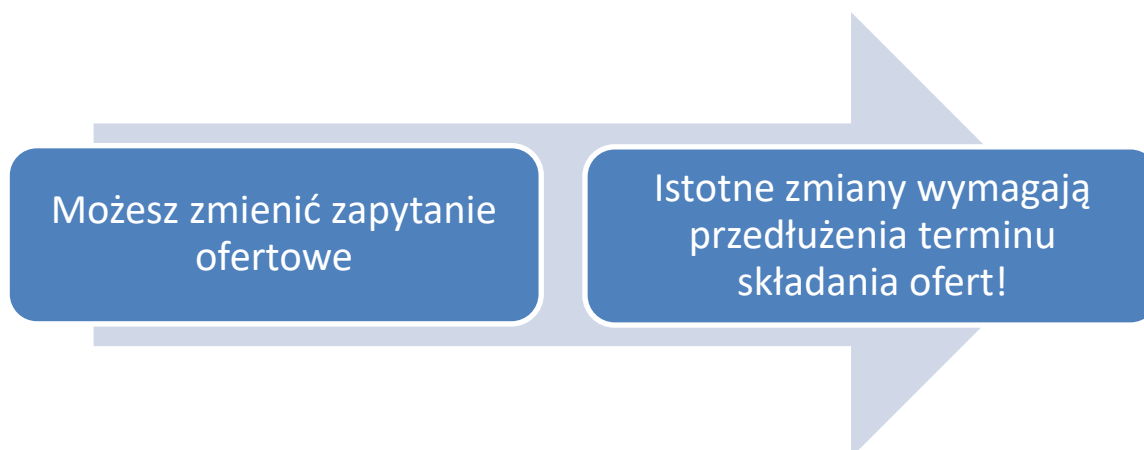 Możesz zmienić zapytanie
ofertowe
Istotne zmiany wymagają
przedłużenia terminu
składania ofert!